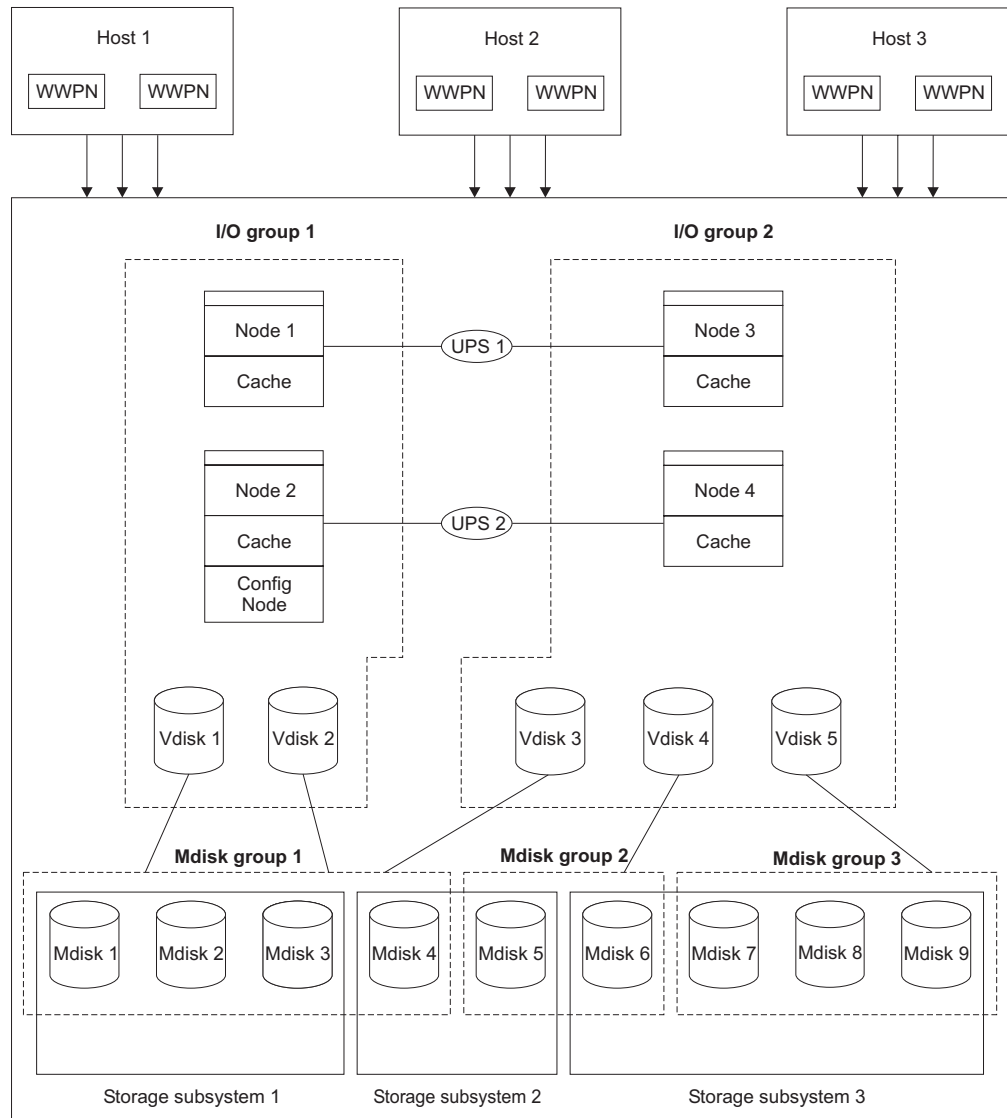 Host 1
Host 2
Host 3
WWPN WWPN
WWPN WWPN
WWPN WWPN
I/O group 1
I/O group 2
Node 1
UPS 1
Node 3
Cache
Cache
Node 2
Node 4
UPS 2
Cache
Cache
Config
Node
Vdisk 1
Vdisk 2
Vdisk 3
Vdisk 4
Vdisk 5
Mdisk group 1
Mdisk group 2
Mdisk group 3
Mdisk 1
Mdisk 2
Mdisk 3
Mdisk 4
Mdisk 5
Mdisk 6
Mdisk 7
Mdisk 8
Mdisk 9
Storage subsystem 1
Storage subsystem 2
Storage subsystem 3